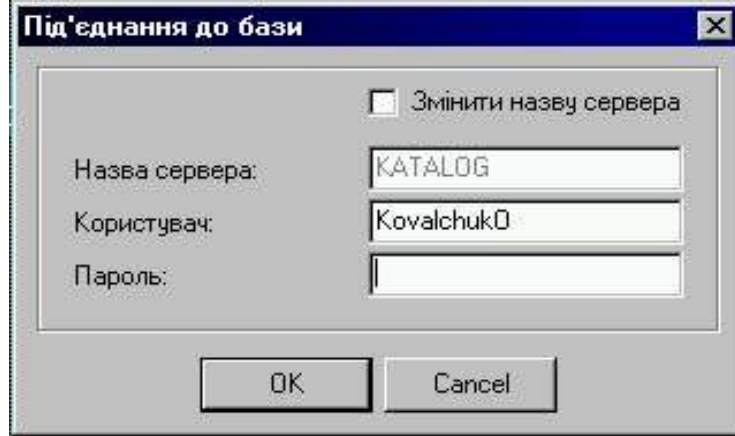 Під'єднання до бази
Змінити назву сервера
Назва сервера: KATALOG
Користувач: KovalchukO
Пароль:
OK Cancel